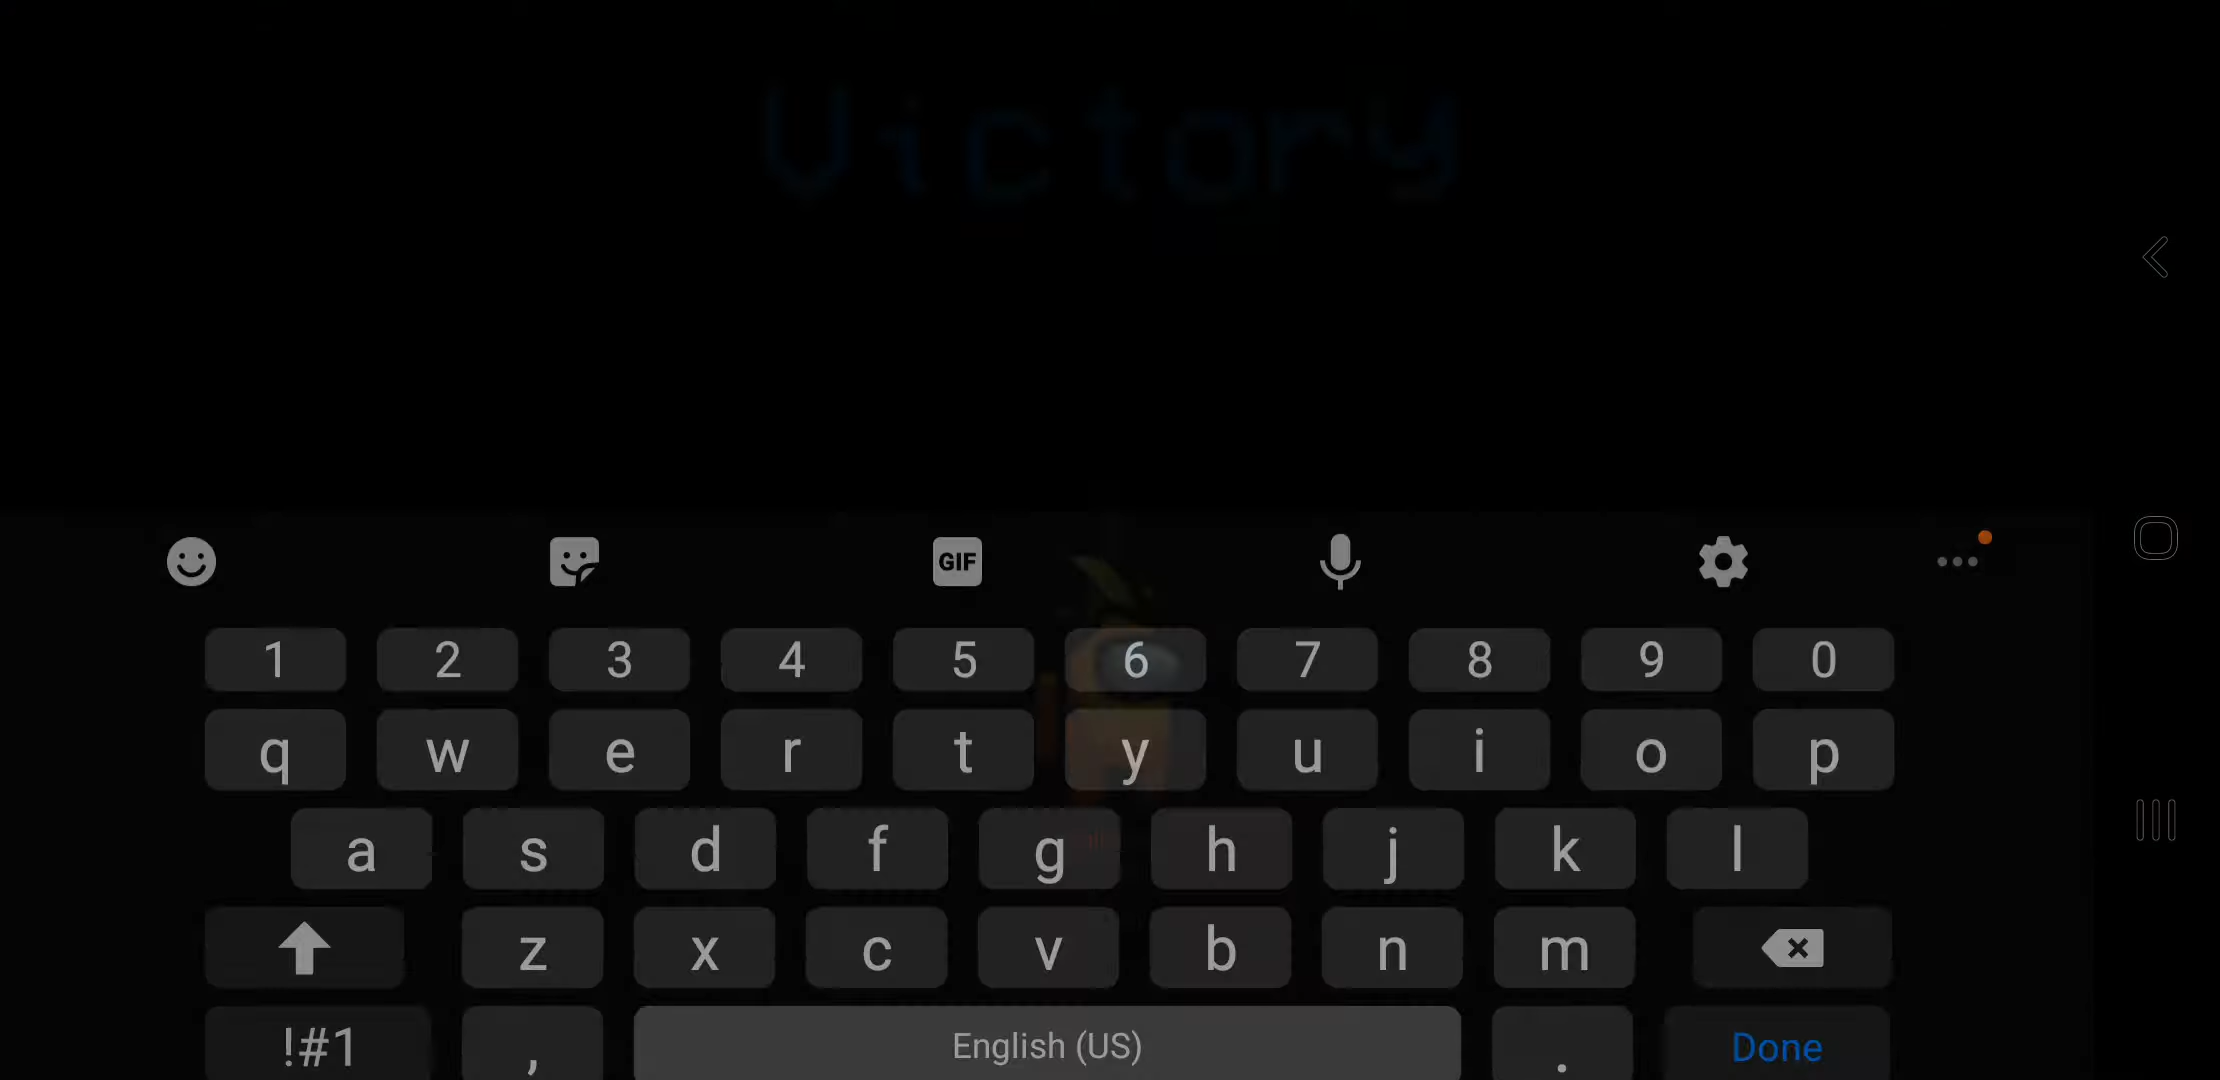 Victory
GIF
1 2 3 4 5 6 7 8 9 0
q w e r t y u i o p
a s d f g h j k l
z x c v b n m
!#1 , English (US) . Done